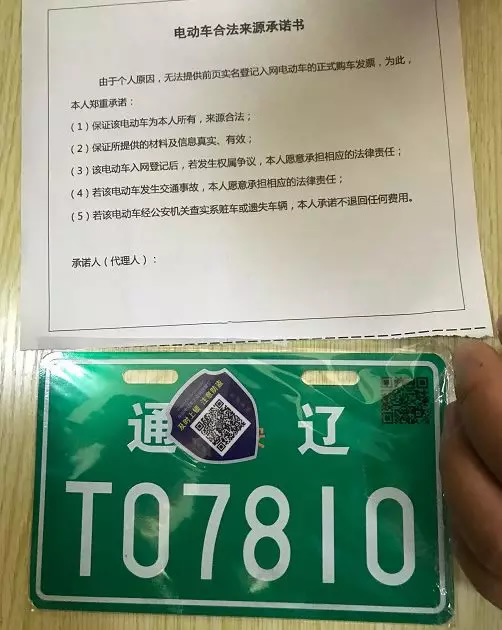 电动车合法来源承诺书
由于个人原因，无法提供前页实名登记入网电动车的正式购车发票，为此，
本人郑重承诺：
（1）保证该电动车为本人所有，来源合法；
（2）保证所提供的材料及信息真实、有效；
（3）该电动车入网登记后，若发生权属争议，本人愿意承担相应的法律责任；
（4）若该电动车发生交通事故，本人愿意承担相应的法律责任；
（5）若该电动车经公安机关查实系赃车或遗失车辆，本人承诺不退回任何费用。
承诺人（代理人）：
及时上锁 注意防盗
通 辽
T07810